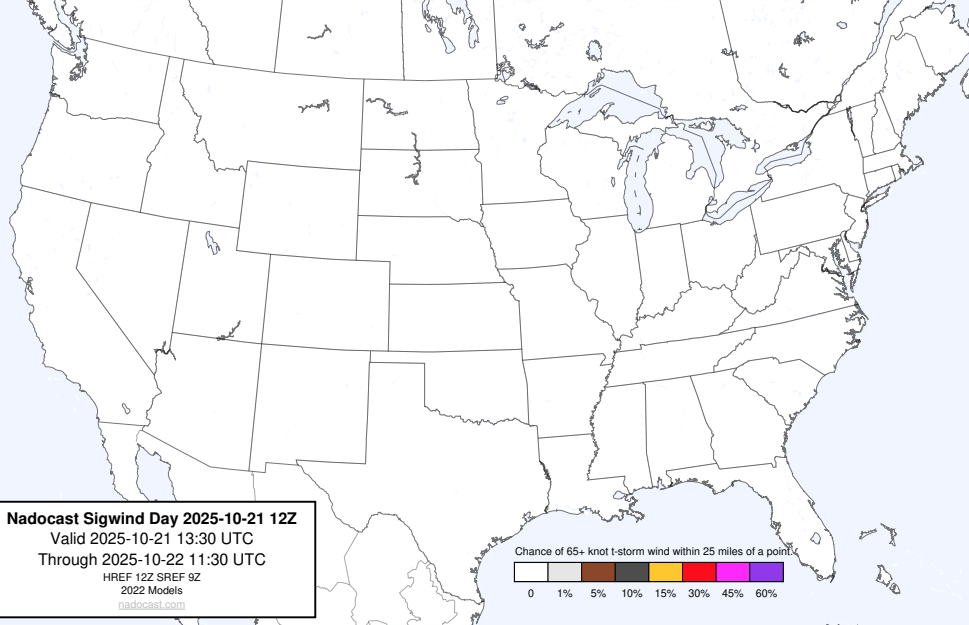 Nadocast Sigwind Day 2025-10-21 12Z
Valid 2025-10-21 13:30 UTC
Through 2025-10-22 11:30 UTC
HREF 12Z SREF 9Z
2022 Models
nadocast.com
Chance of 65+ knot t-storm wind within 25 miles of a point.
0 1% 5% 10% 15% 30% 45% 60%